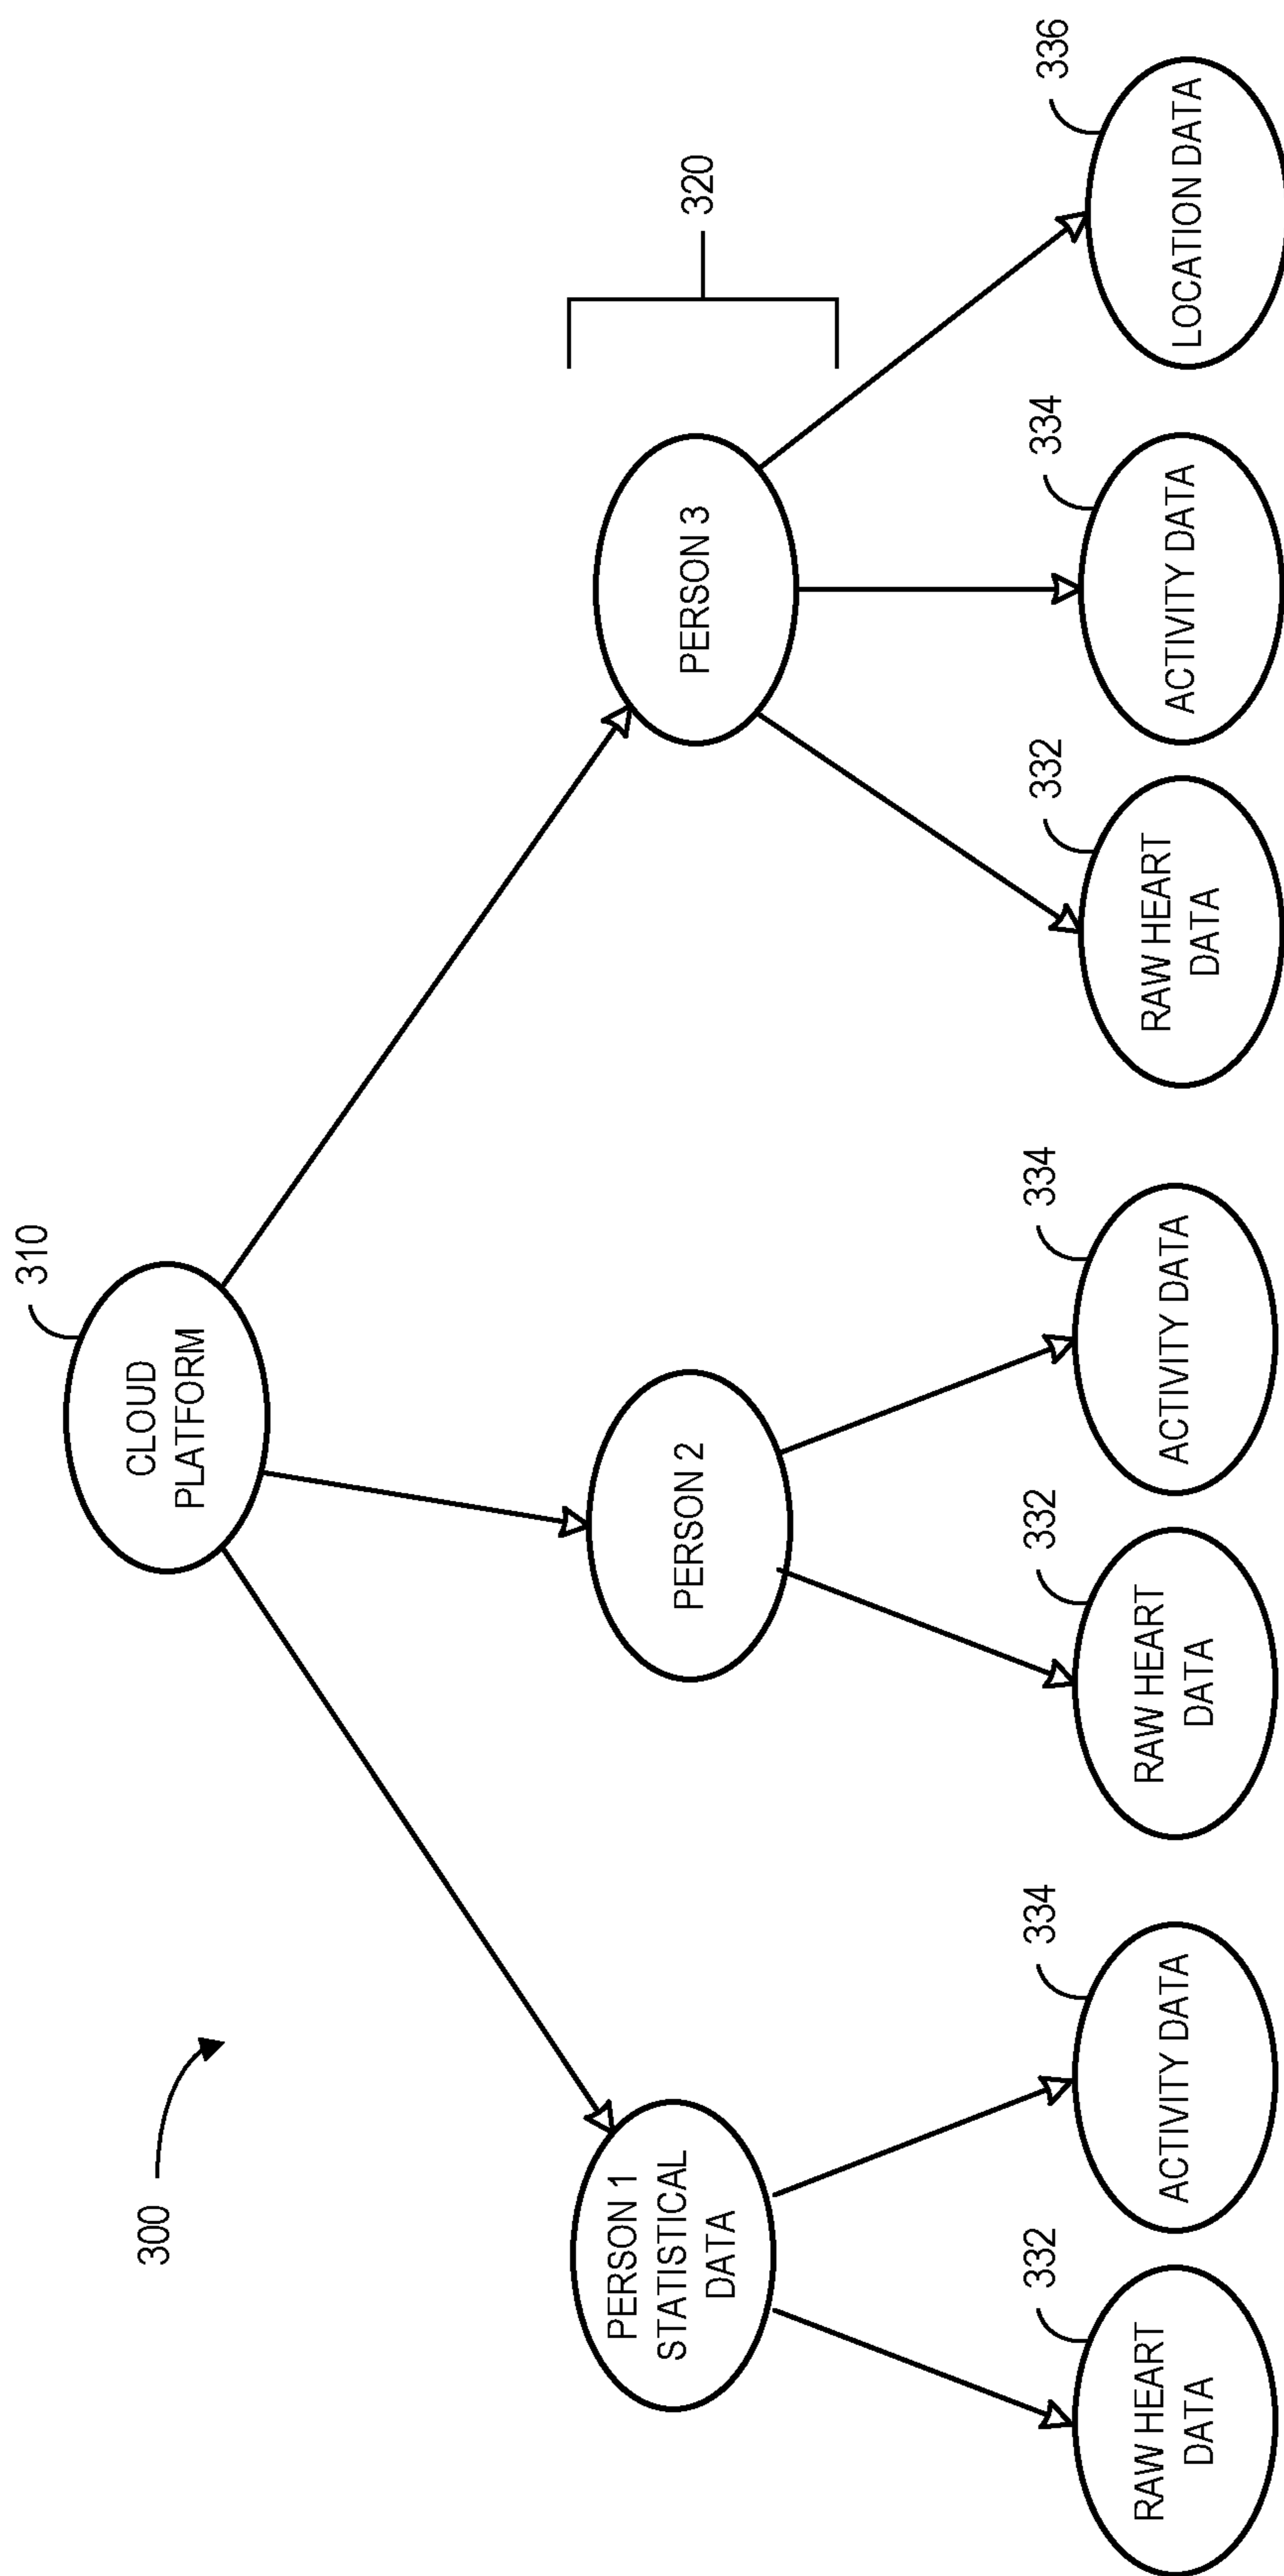 300
310
CLOUD
PLATFORM
320
PERSON 1
STATISTICAL
DATA
PERSON 2
PERSON 3
332
RAW HEART
DATA
334
ACTIVITY DATA
332
RAW HEART
DATA
334
ACTIVITY DATA
332
RAW HEART
DATA
334
ACTIVITY DATA
336
LOCATION DATA